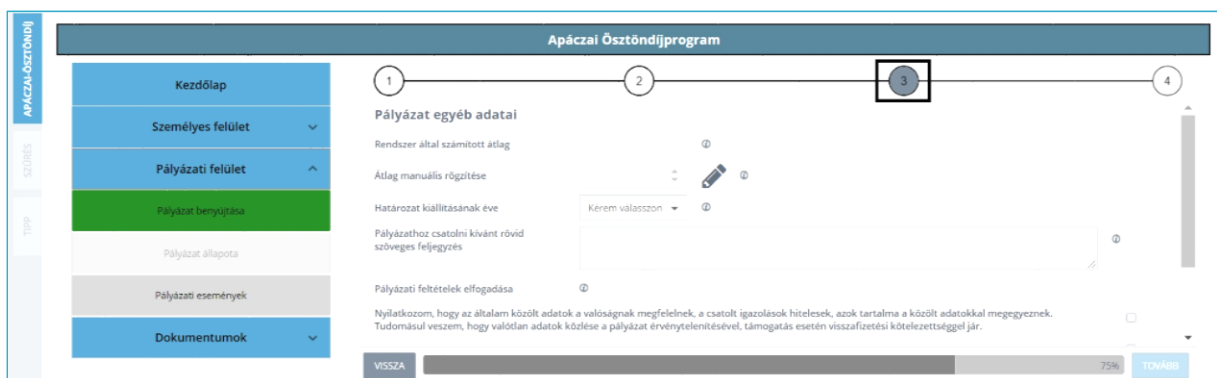 APÁCZAI-ÖSZTÖNDÍJ
SZŰRÉS
TIPP
Apáczai Ösztöndíjprogram
Kezdőlap
Személyes felület
Pályázati felület
Pályázat benyújtása
Pályázat állapota
Pályázati események
Dokumentumok
1
2
3
4
Pályázat egyéb adatai
Rendszer által számított átlag
Átlag manuális rögzítése
Határozat kiállításának éve
Kerem valasszon
Pályázathoz csatolni kívánt rövid
szöveges feljegyzés
Pályázati feltételek elfogadása
Nyilatkozom, hogy az általam közölt adatok a valóságnak megfelelnek, a csatolt igazolások hitelesek, azok tartalma a közölt adatokkal megegyeznek.
Tudomásul veszem, hogy valótlan adatok közlése a pályázat érvénytelenítésével, támogatás esetén visszafizetési kötelezettséggel jár.
VISSZA
75%
TOVÁBB